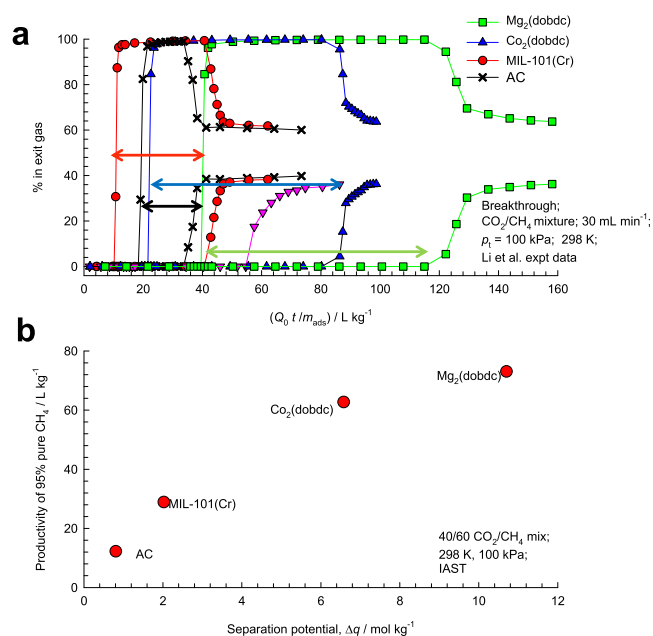 a
Mg2(dobdc)
Co2(dobdc)
MIL-101(Cr)
AC
100
80
60
40
20
0
% in exit gas
Breakthrough;
CO2/CH4 mixture; 30 mL min-1;
pt = 100 kPa; 298 K;
Li et al. expt data
0 20 40 60 80 100 120 140 160
(Q0 t /mads) / L kg-1
b
80
60
40
20
0
Productivity of 95% pure CH4 / L kg-1
Mg2(dobdc)
Co2(dobdc)
MIL-101(Cr)
AC
40/60 CO2/CH4 mix;
298 K, 100 kPa;
IAST
0 2 4 6 8 10 12
Separation potential, Δq / mol kg-1